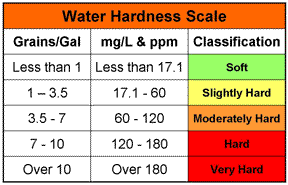 Water Hardness Scale
Grains/Gal mg/L & ppm Classification
Less than 1 Less than 17.1 Soft
1 – 3.5 17.1 - 60 Slightly Hard
3.5 - 7 60 - 120 Moderately Hard
7 - 10 120 - 180 Hard
Over 10 Over 180 Very Hard